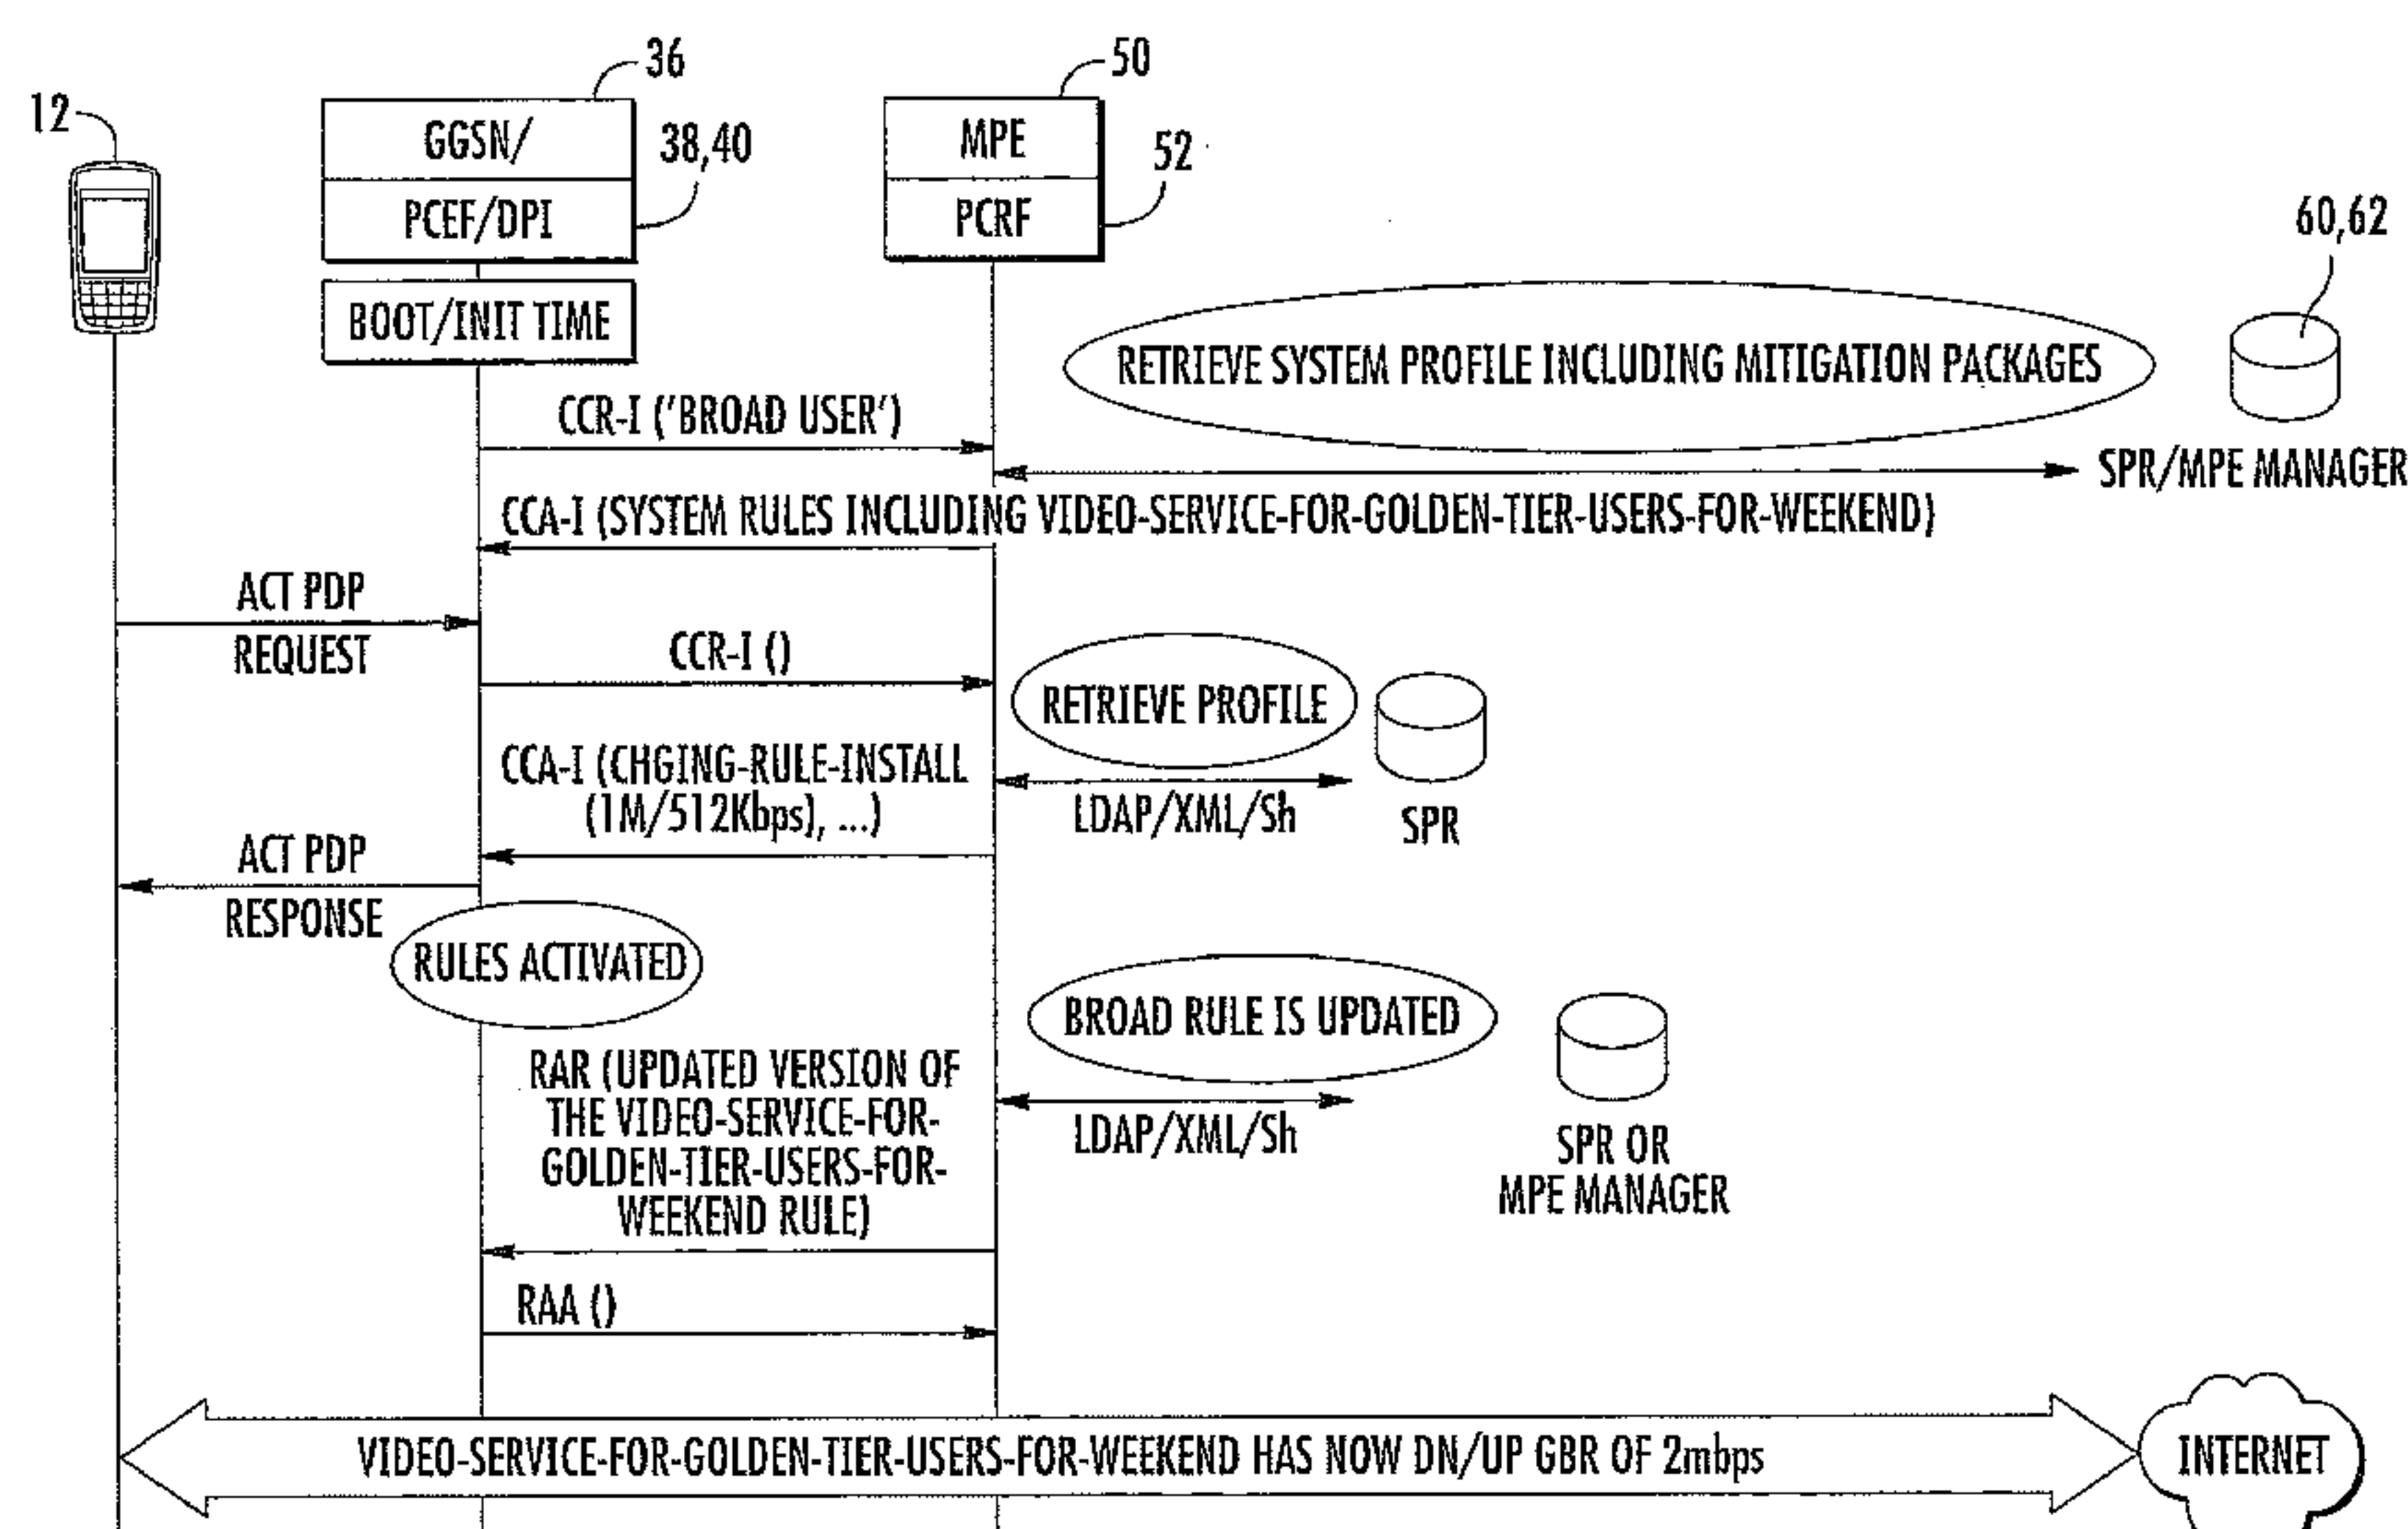 36
50
12
GGSN/
38,40
MPE
52
PCEF/DPI
PCRF
60,62
BOOT/INIT TIME
RETRIEVE SYSTEM PROFILE INCLUDING MITIGATION PACKAGES
CCR-I ('BROAD USER')
SPR/MPE MANAGER
CCA-I (SYSTEM RULES INCLUDING VIDEO-SERVICE-FOR-GOLDEN-TIER-USERS-FOR-WEEKEND)
ACT PDP
REQUEST
CCR-I ()
RETRIEVE PROFILE
CCA-I (CHGING-RULE-INSTALL
(1M/512Kbps), ...)
LDAP/XML/Sh
SPR
ACT PDP
RESPONSE
RULES ACTIVATED
BROAD RULE IS UPDATED
RAR (UPDATED VERSION OF
THE VIDEO-SERVICE-FOR-
GOLDEN-TIER-USERS-FOR-
WEEKEND RULE)
LDAP/XML/Sh
SPR OR
MPE MANAGER
RAA ()
VIDEO-SERVICE-FOR-GOLDEN-TIER-USERS-FOR-WEEKEND HAS NOW DN/UP GBR OF 2mbps
INTERNET